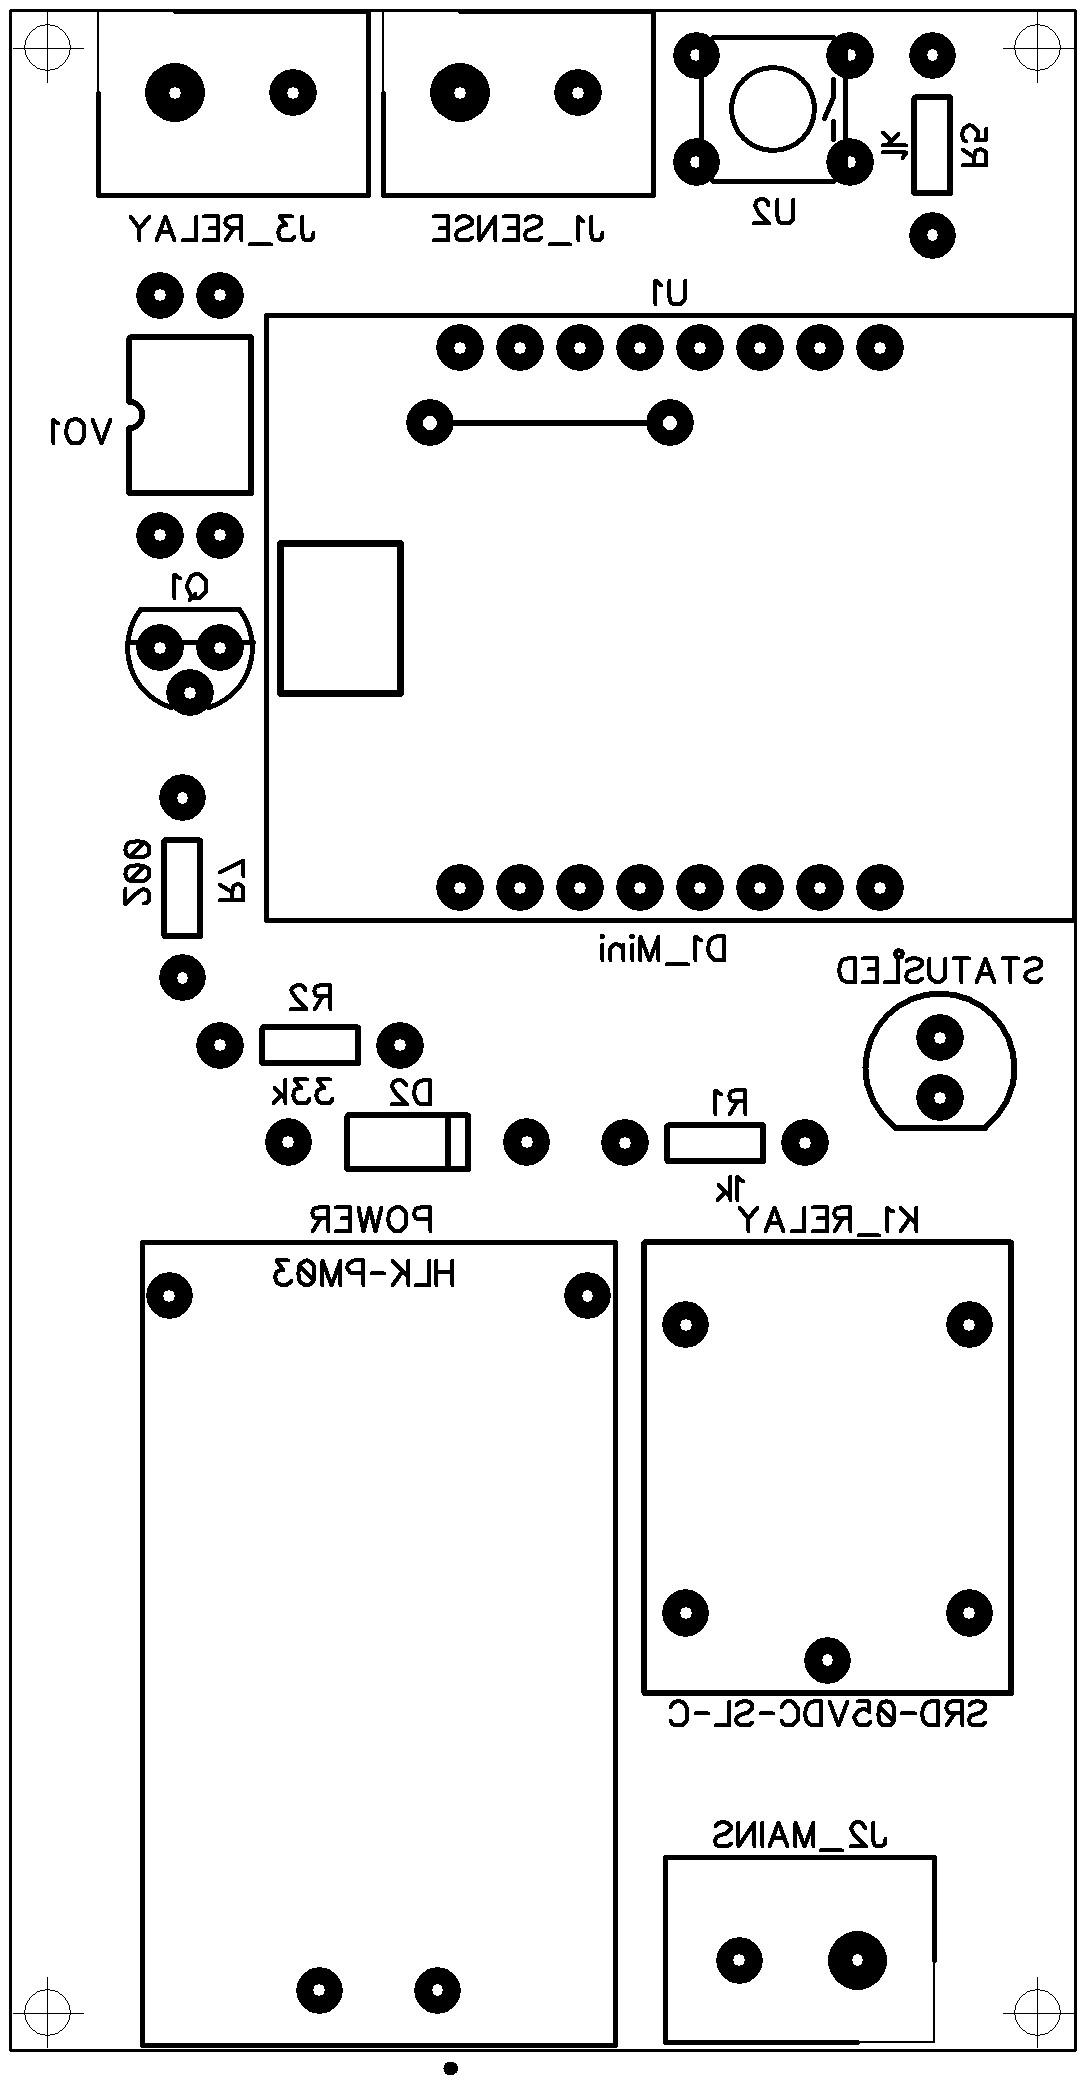 J3_RELAY
J1_SENSE
U2
1k
R5
U1
VO1
Q1
200
R7
D1_Mini
STATUSLED
R2
33k
D2
R1
1k
POWER
K1_RELAY
HLK-PM03
SRD-05VDC-SL-C
J2_MAINS